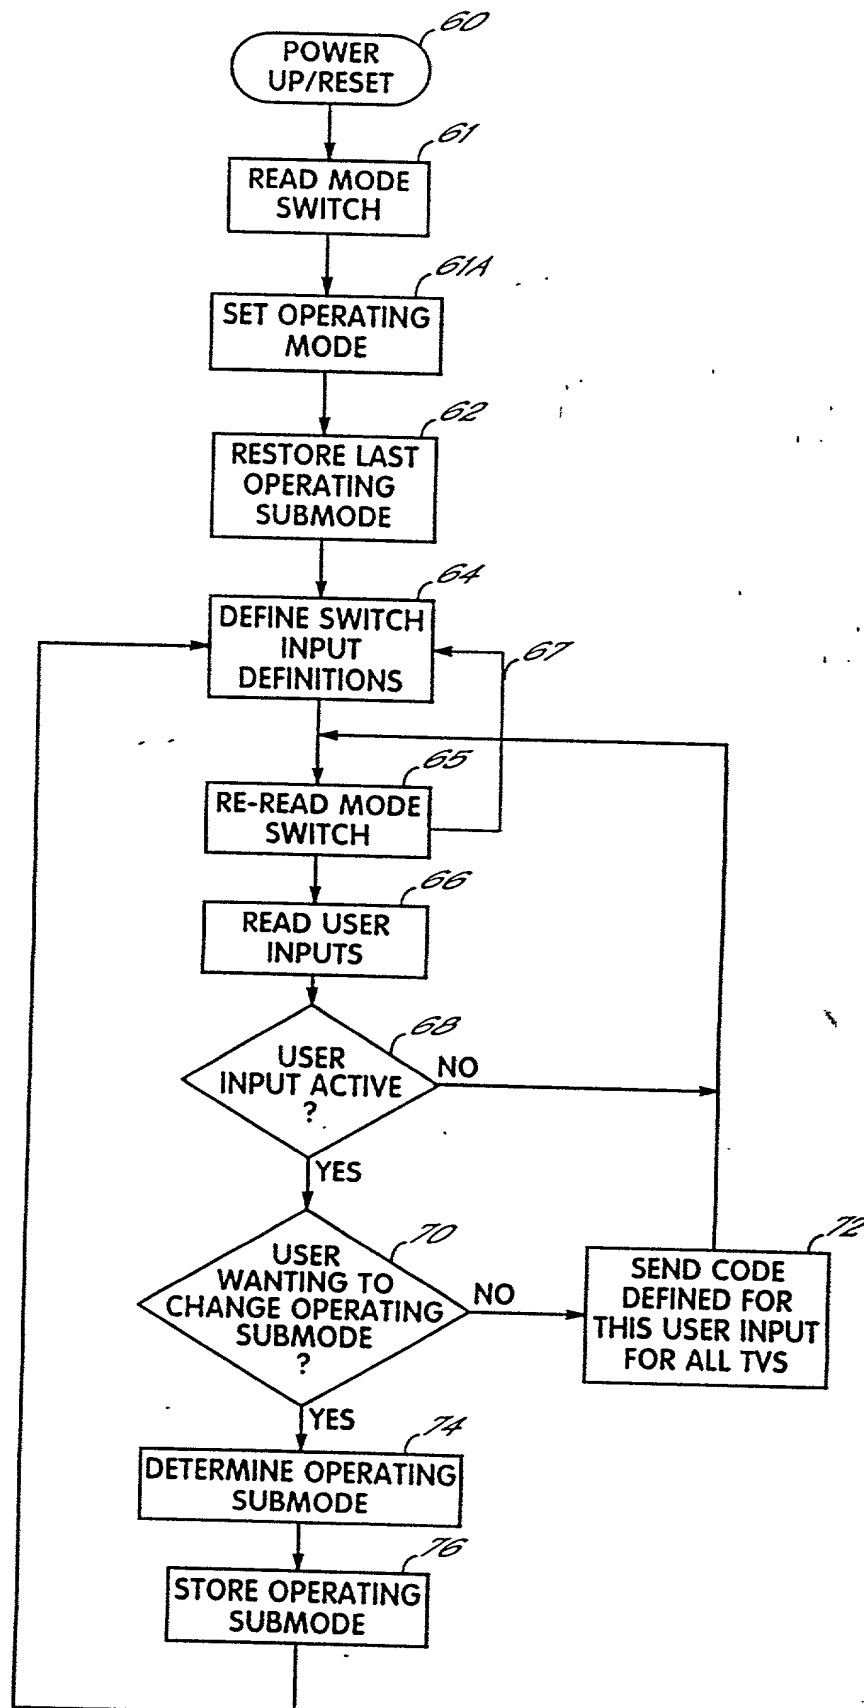 60
POWER
UP/RESET
61
READ MODE
SWITCH
61A
SET OPERATING
MODE
62
RESTORE LAST
OPERATING
SUBMODE
64
DEFINE SWITCH
INPUT
DEFINITIONS
67
65
RE-READ MODE
SWITCH
66
READ USER
INPUTS
68
USER
INPUT ACTIVE
?
NO
YES
70
USER
WANTING TO
CHANGE OPERATING
SUBMODE
?
NO
72
SEND CODE
DEFINED FOR
THIS USER INPUT
FOR ALL TVS
YES
74
DETERMINE OPERATING
SUBMODE
76
STORE OPERATING
SUBMODE